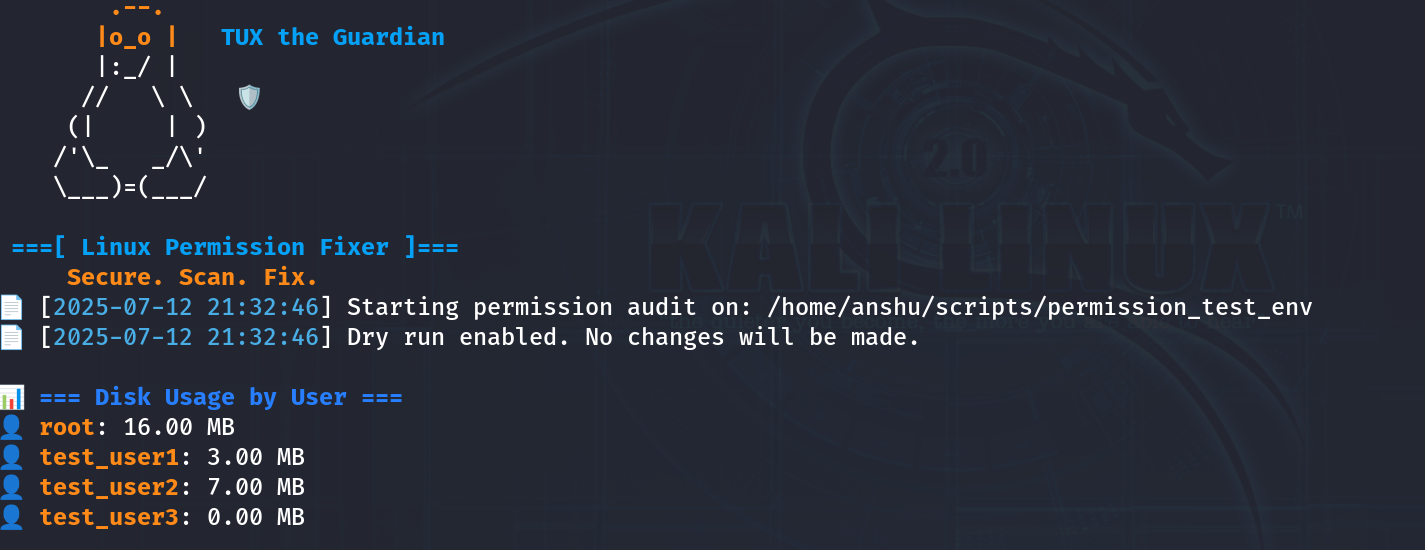 .--.
|o_o |   TUX the Guardian
|:_/ |
//   \ \
(|     | )
/'\_   _/\'
\___)=(___/
===[ Linux Permission Fixer ]===
Secure. Scan. Fix.
[2025-07-12 21:32:46] Starting permission audit on: /home/anshu/scripts/permission_test_env
[2025-07-12 21:32:46] Dry run enabled. No changes will be made.
=== Disk Usage by User ===
root: 16.00 MB
test_user1: 3.00 MB
test_user2: 7.00 MB
test_user3: 0.00 MB
2.0
KALI LINUX™